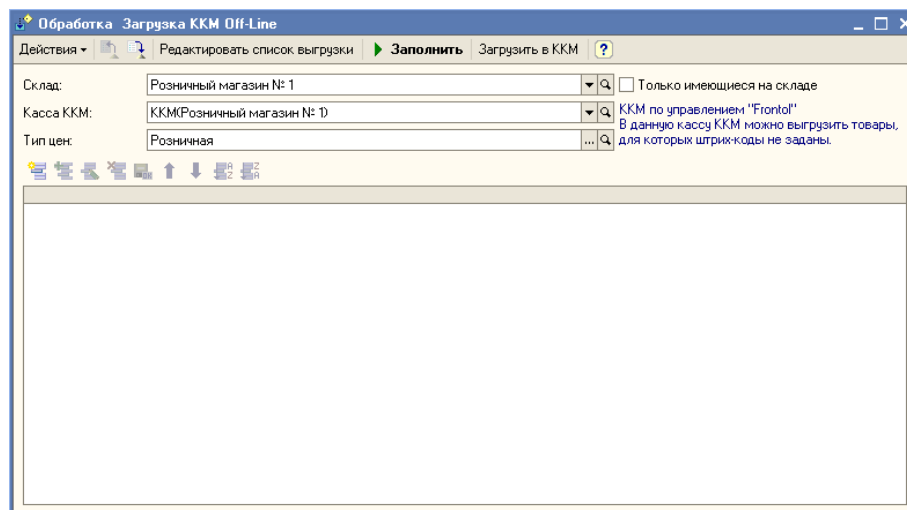 Обработка Загрузка ККМ Off-Line
Действия Редактировать список выгрузки Заполнить Загрузить в ККМ ?
Склад: Розничный магазин № 1 Только имеющиеся на складе
Касса ККМ: ККМ(Розничный магазин № 1) ККМ по управлением "Frontol"
В данную кассу ККМ можно выгрузить товары,
Тип цен: Розничная ... для которых штрих-коды не заданы.